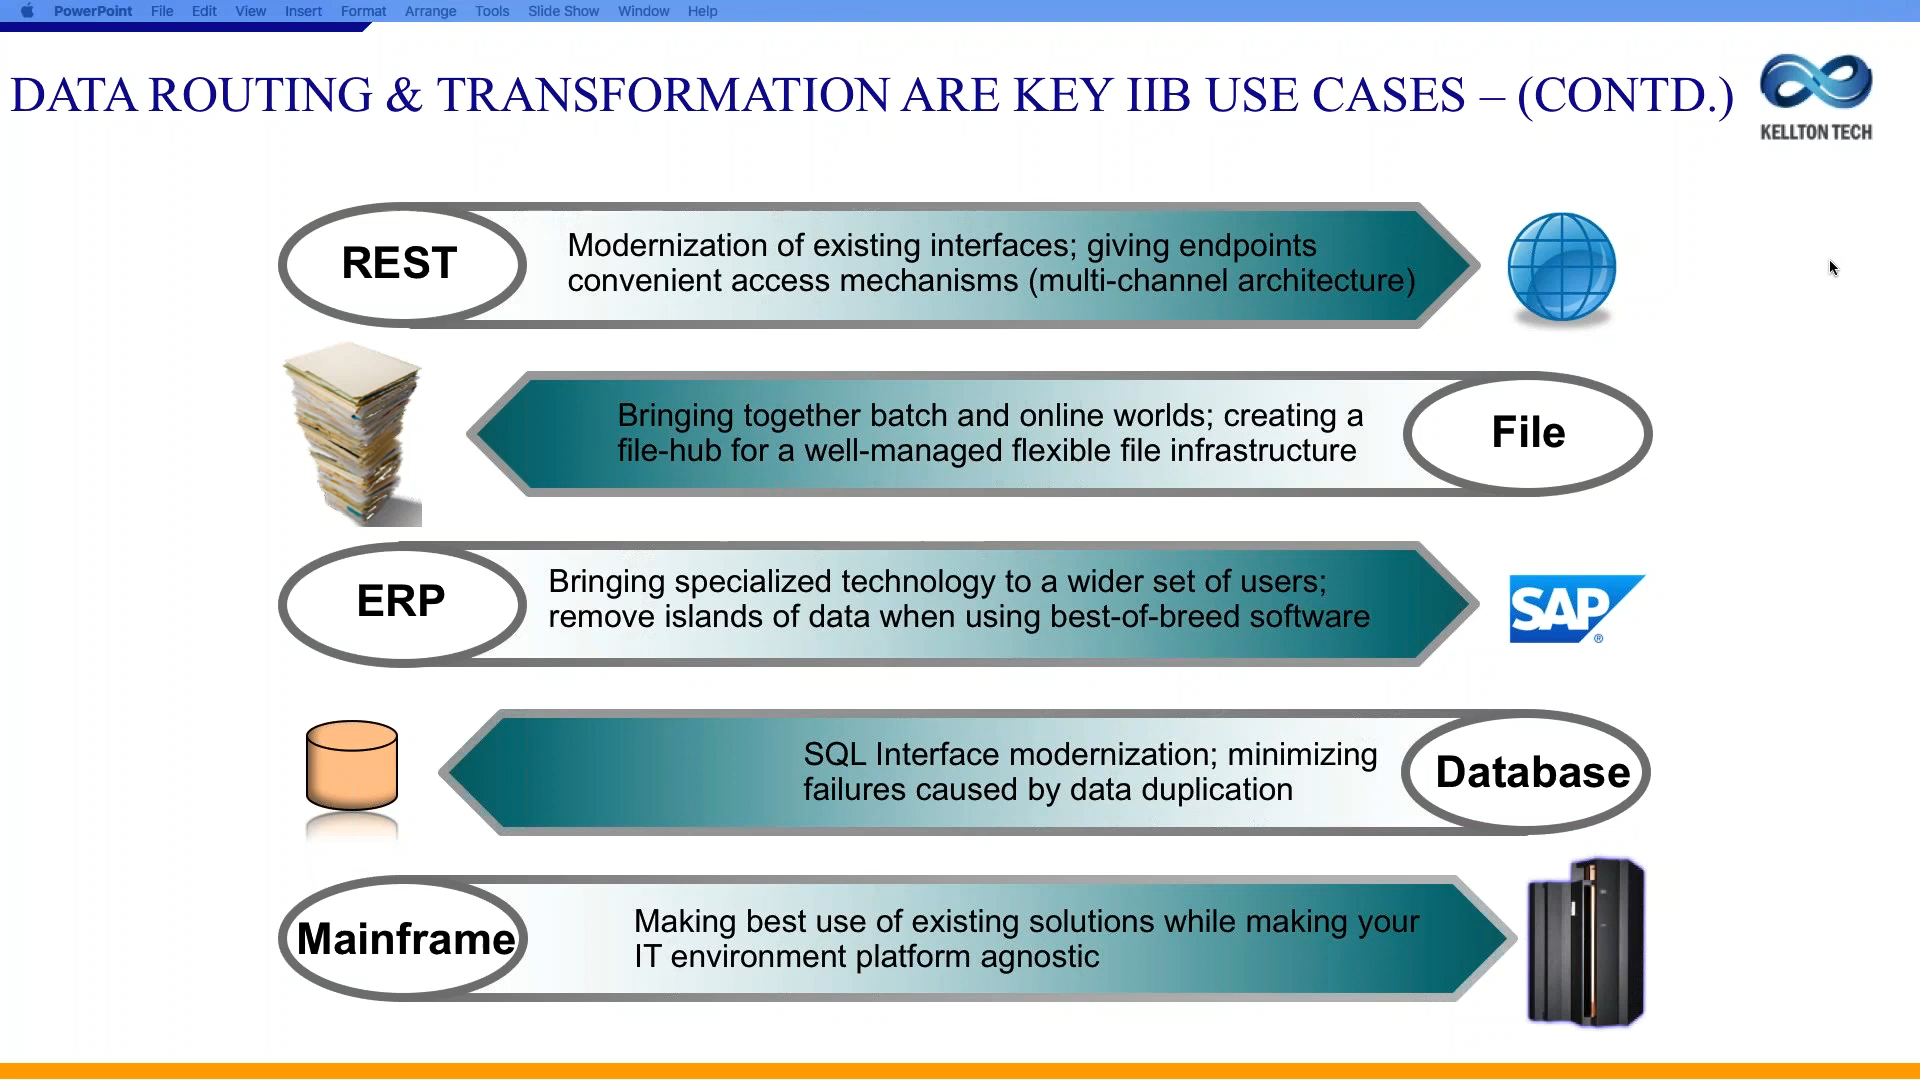 PowerPoint File Edit View Insert Format Arrange Tools Slide Show Window Help
DATA ROUTING & TRANSFORMATION ARE KEY IIB USE CASES – (CONTD.)
KELLTON TECH
REST
Modernization of existing interfaces; giving endpoints
convenient access mechanisms (multi-channel architecture)
Bringing together batch and online worlds; creating a
file-hub for a well-managed flexible file infrastructure
File
ERP
Bringing specialized technology to a wider set of users;
remove islands of data when using best-of-breed software
SAP®
SQL Interface modernization; minimizing
failures caused by data duplication
Database
Mainframe
Making best use of existing solutions while making your
IT environment platform agnostic